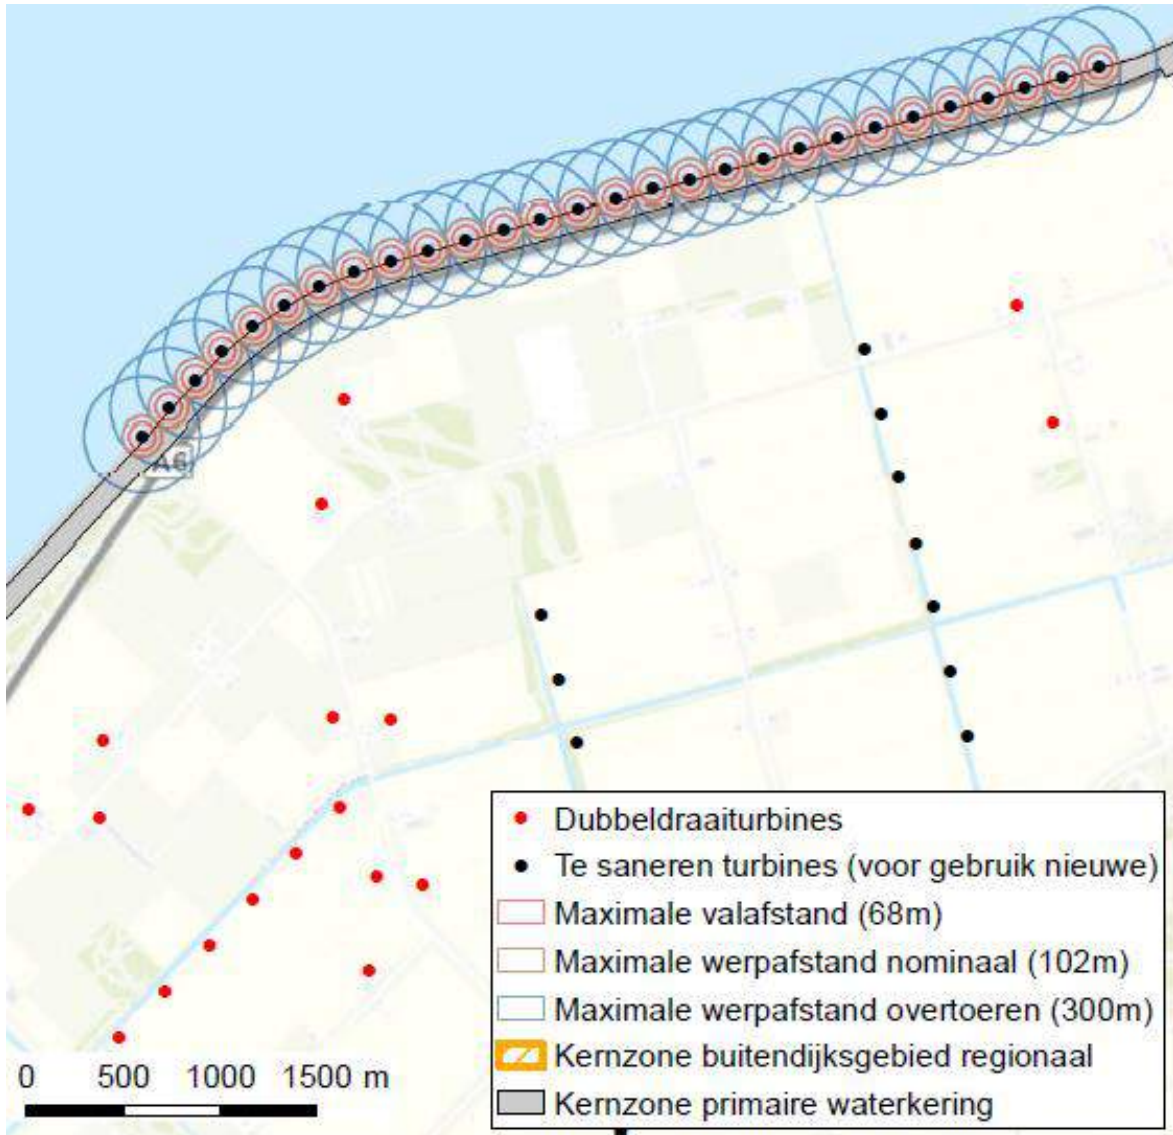 A6
Dubbeldraaiturbines
Te saneren turbines (voor gebruik nieuwe)
Maximale valafstand (68m)
Maximale werpafstand nominaal (102m)
Maximale werpafstand overtoeren (300m)
Kernzone buitendijksgebied regionaal
Kernzone primaire waterkering
0 500 1000 1500 m